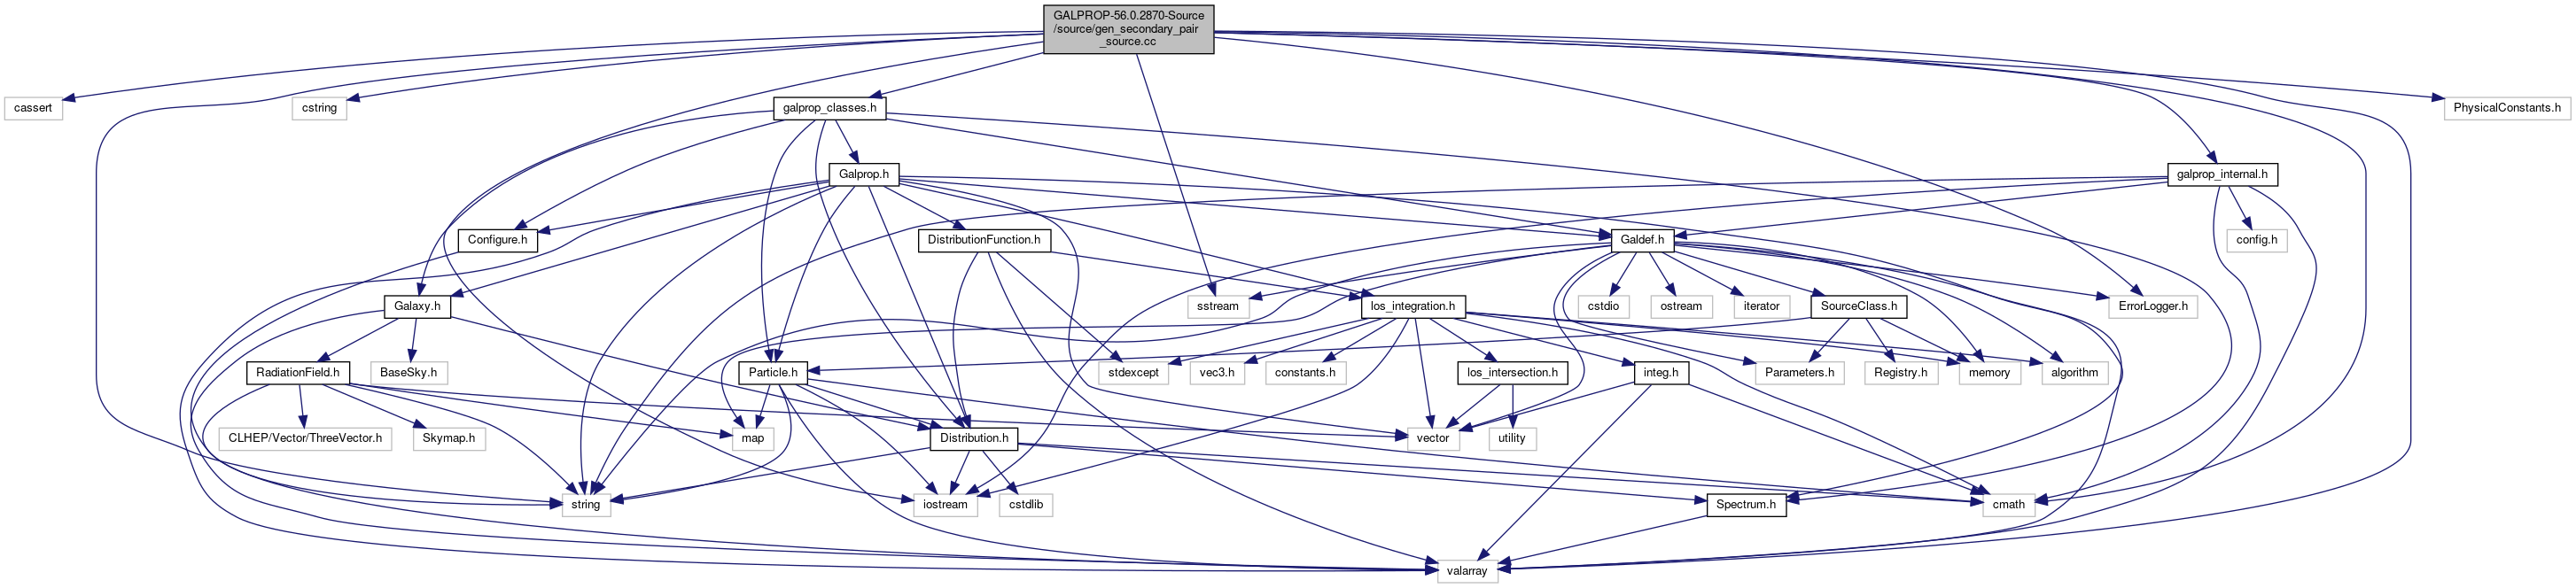 GALPROP-56.0.2870-Source
/source/gen_secondary_pair
_source.cc
cassert
cstring
galprop_classes.h
PhysicalConstants.h
Galprop.h
galprop_internal.h
Configure.h
DistributionFunction.h
Galdef.h
config.h
Galaxy.h
sstream
los_integration.h
cstdio
ostream
iterator
SourceClass.h
ErrorLogger.h
RadiationField.h
BaseSky.h
Particle.h
stdexcept
vec3.h
constants.h
los_intersection.h
integ.h
Parameters.h
Registry.h
memory
algorithm
CLHEP/Vector/ThreeVector.h
Skymap.h
map
Distribution.h
vector
utility
string
iostream
cstdlib
Spectrum.h
cmath
valarray